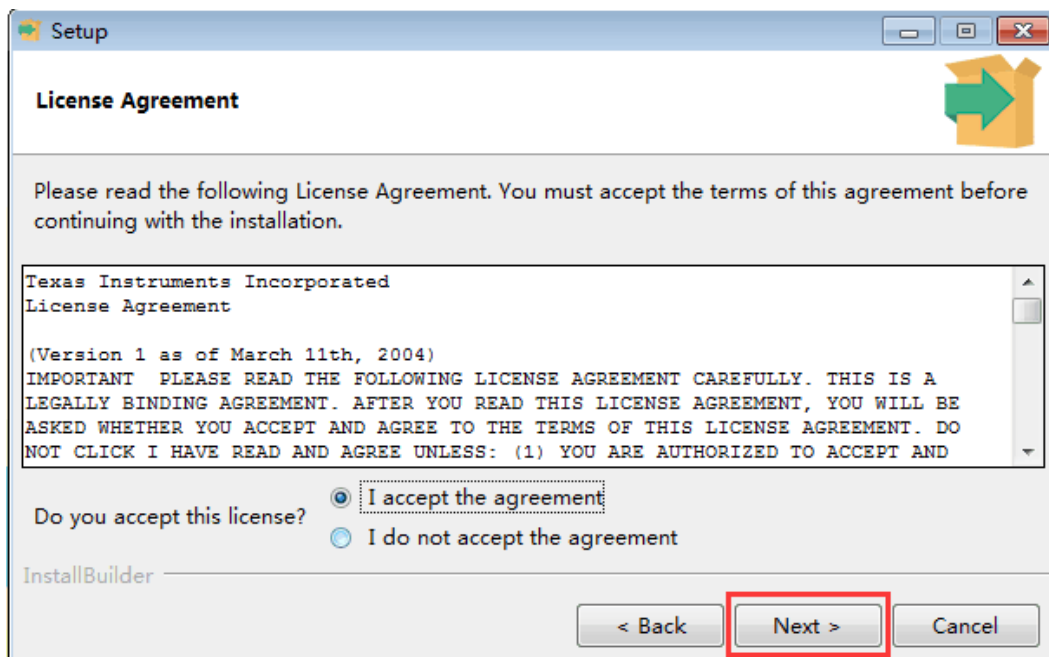 Setup
License Agreement
Please read the following License Agreement. You must accept the terms of this agreement before
continuing with the installation.
Texas Instruments Incorporated
License Agreement
(Version 1 as of March 11th, 2004)
IMPORTANT  PLEASE READ THE FOLLOWING LICENSE AGREEMENT CAREFULLY. THIS IS A
LEGALLY BINDING AGREEMENT. AFTER YOU READ THIS LICENSE AGREEMENT, YOU WILL BE
ASKED WHETHER YOU ACCEPT AND AGREE TO THE TERMS OF THIS LICENSE AGREEMENT. DO
NOT CLICK I HAVE READ AND AGREE UNLESS: (1) YOU ARE AUTHORIZED TO ACCEPT AND
Do you accept this license?
I accept the agreement
I do not accept the agreement
InstallBuilder
< Back
Next >
Cancel